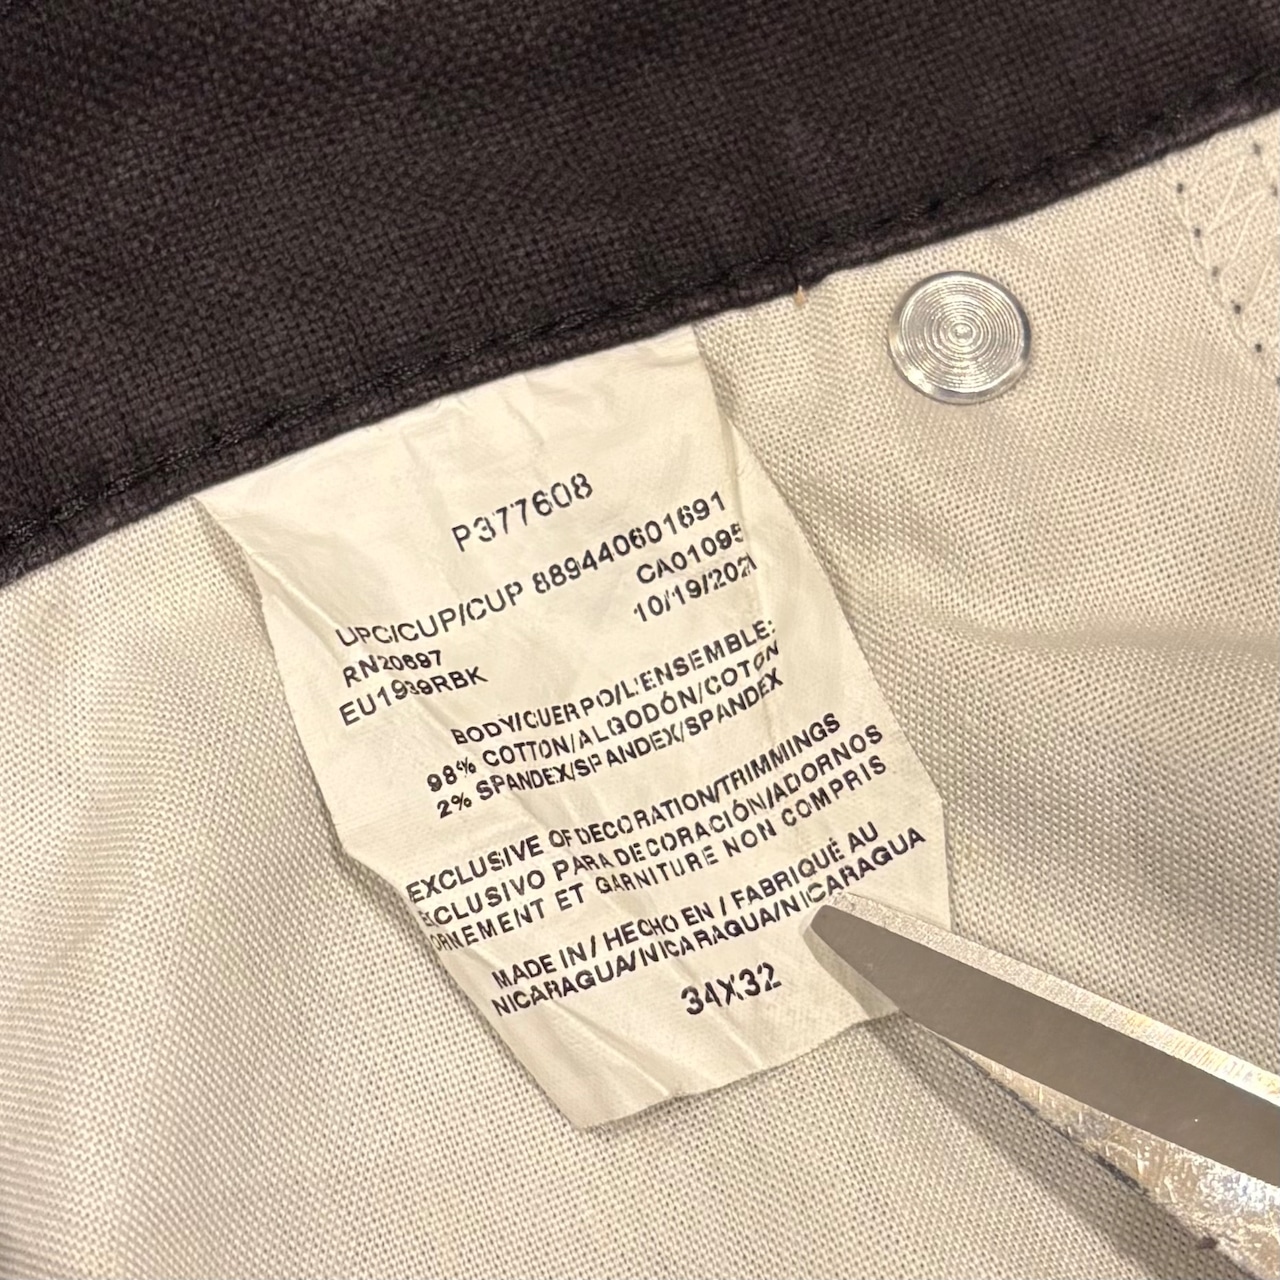 P377608
UPC/CUP/CUP 889440601691
RN20697 CA01095
EU1939RBK 10/19/2021
BODY/CUERPO/L'ENSEMBLE:
98% COTTON/ALGODÓN/COTON
2% SPANDEX/SPANDEX/SPANDEX
EXCLUSIVE OF DECORATION/TRIMMINGS
EXCLUSIVO PARA DECORACIÓN/ADORNOS
ORNEMENT ET GARNITURE NON COMPRIS
MADE IN / HECHO EN / FABRIQUÉ AU
NICARAGUA/NICARAGUA/NICARAGUA
34X32